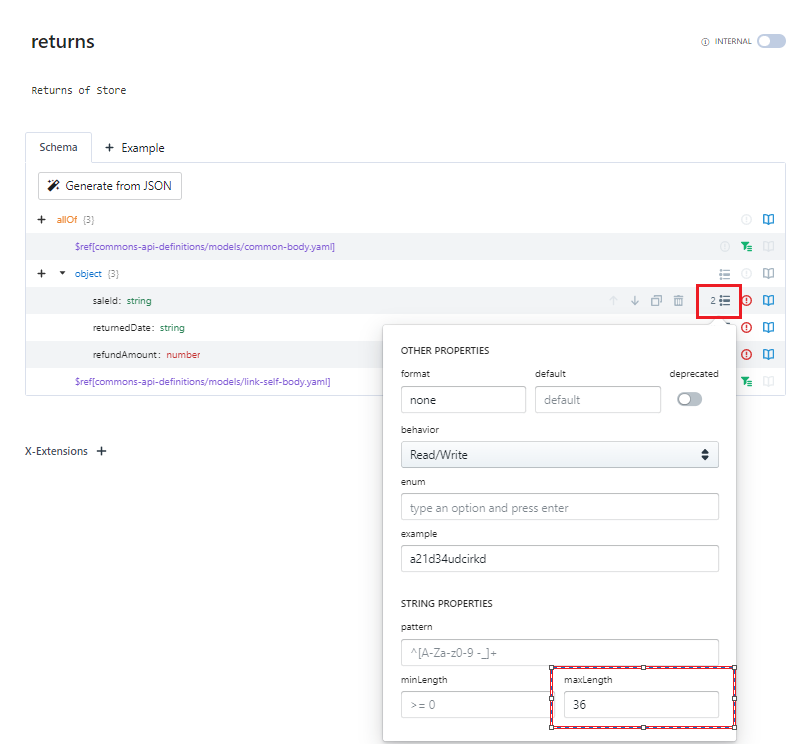 returns
INTERNAL
Returns of Store
Schema
+ Example
Generate from JSON
+ allOf {3}
$ref[commons-api-definitions/models/common-body.yaml]
+ object {3}
saleId: string
2
returnedDate: string
refundAmount: number
$ref[commons-api-definitions/models/link-self-body.yaml]
X-Extensions +
OTHER PROPERTIES
format default deprecated
none default
behavior
Read/Write
enum
type an option and press enter
example
a21d34udcirkd
STRING PROPERTIES
pattern
^[A-Za-z0-9 -_]+
minLength maxLength
>= 0 36